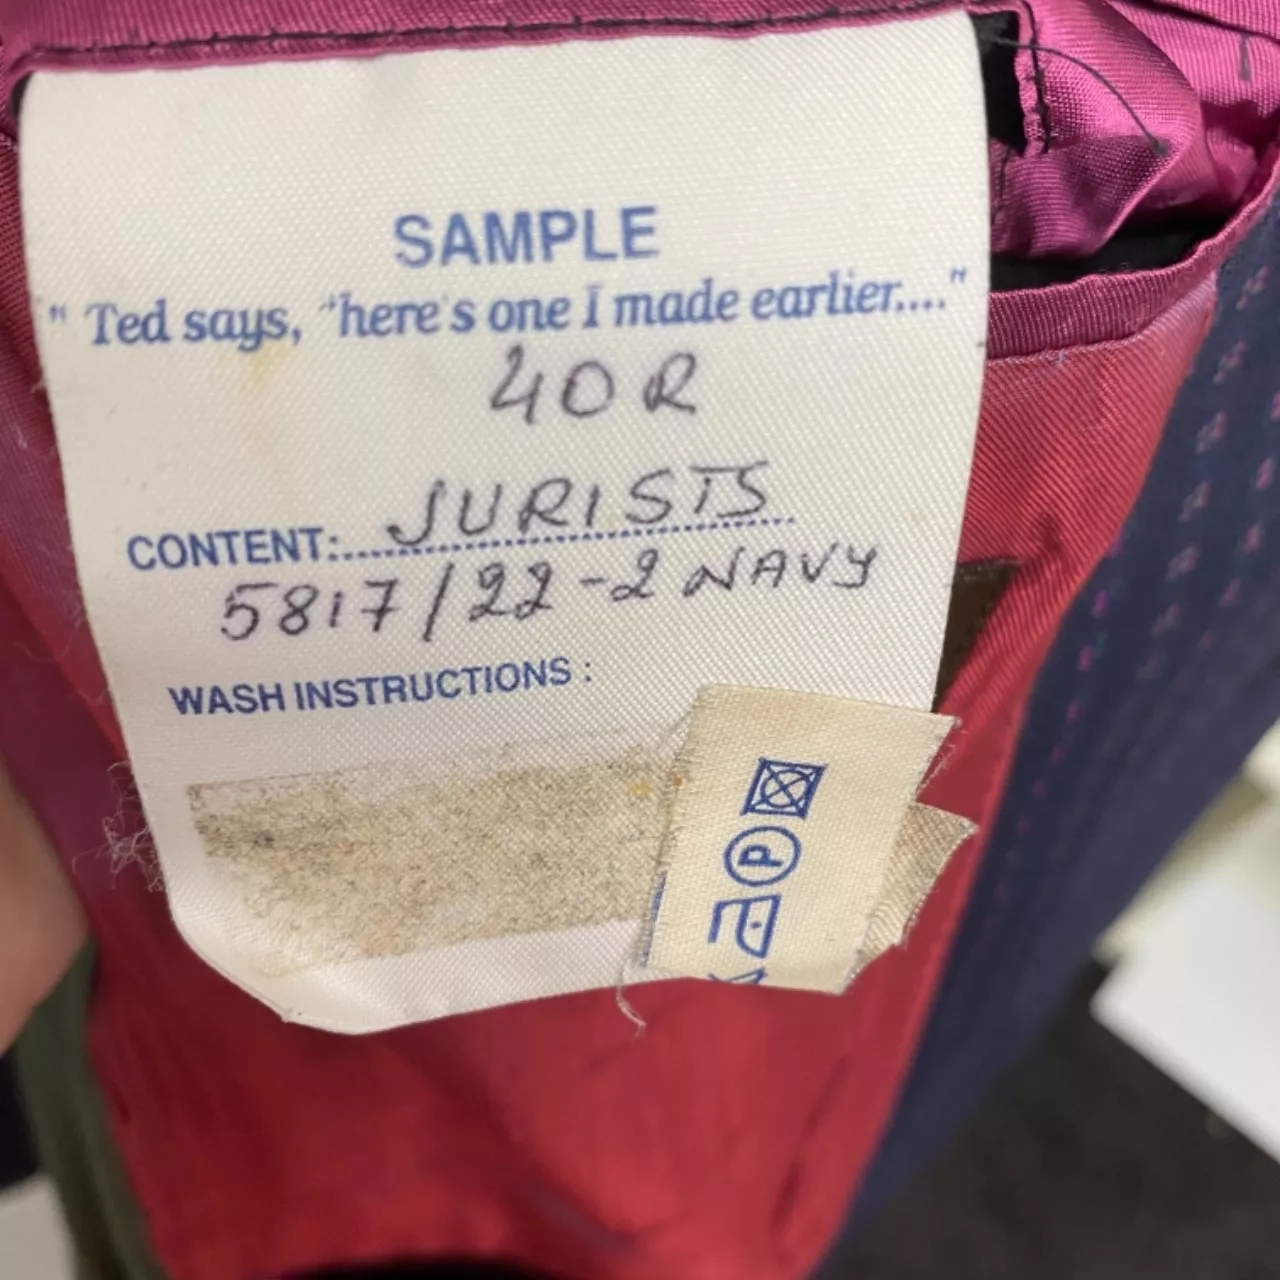 SAMPLE
" Ted says, "here's one I made earlier...."
40R
CONTENT:..JURISTS
5817/22-2 NAVY
WASH INSTRUCTIONS :
P